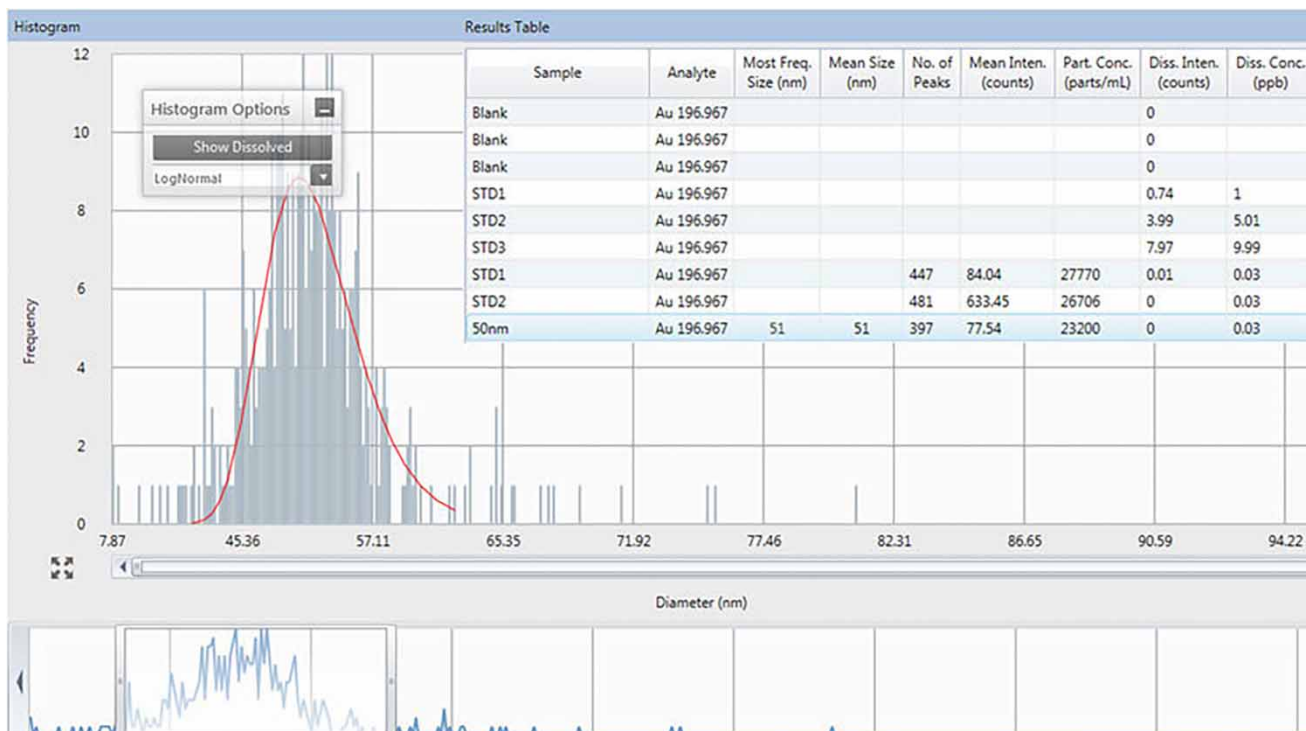 Histogram
Results Table
12
10
8
6
4
2
0
Frequency
Histogram Options
Show Dissolved
LogNormal
Sample Analyte Most Freq. Size (nm) Mean Size (nm) No. of Peaks Mean Inten. (counts) Part. Conc. (parts/mL) Diss. Inten. (counts) Diss. Conc. (ppb)
Blank Au 196.967 0
Blank Au 196.967 0
Blank Au 196.967 0
STD1 Au 196.967 0.74 1
STD2 Au 196.967 3.99 5.01
STD3 Au 196.967 7.97 9.99
STD1 Au 196.967 447 84.04 27770 0.01 0.03
STD2 Au 196.967 481 633.45 26706 0 0.03
50nm Au 196.967 51 51 397 77.54 23200 0 0.03
7.87 45.36 57.11 65.35 71.92 77.46 82.31 86.65 90.59 94.22
Diameter (nm)